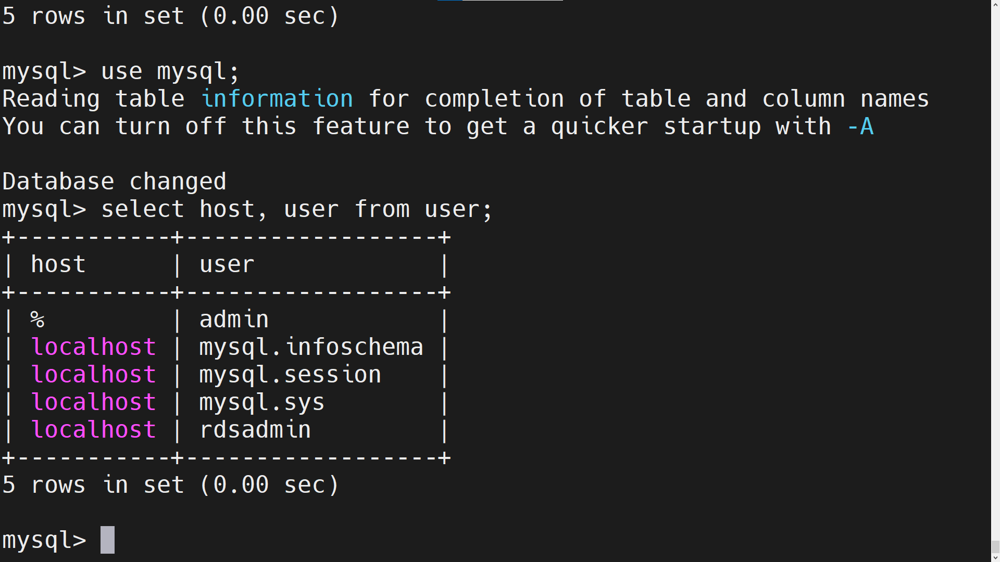 5 rows in set (0.00 sec)
mysql> use mysql;
Reading table information for completion of table and column names
You can turn off this feature to get a quicker startup with -A
Database changed
mysql> select host, user from user;
+-----------+------------------+
| host      | user             |
+-----------+------------------+
| %         | admin            |
| localhost | mysql.infoschema |
| localhost | mysql.session    |
| localhost | mysql.sys        |
| localhost | rdsadmin         |
+-----------+------------------+
5 rows in set (0.00 sec)
mysql>